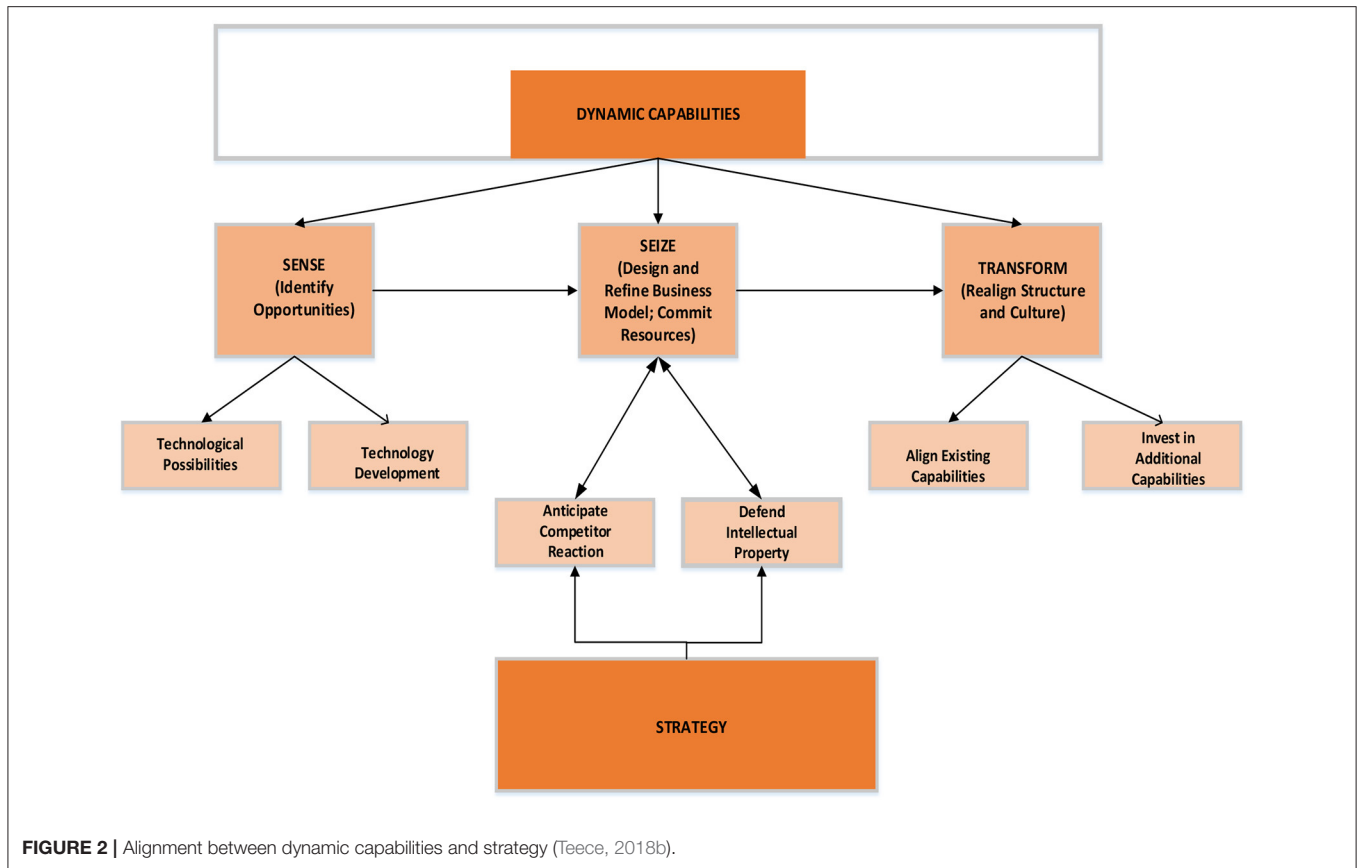 DYNAMIC CAPABILITIES
SENSE
(Identify
Opportunities)
SEIZE
(Design and
Refine Business
Model; Commit
Resources)
TRANSFORM
(Realign Structure
and Culture)
Technological
Possibilities
Technology
Development
Align Existing
Capabilities
Invest in
Additional
Capabilities
Anticipate
Competitor
Reaction
Defend
Intellectual
Property
STRATEGY
FIGURE 2 | Alignment between dynamic capabilities and strategy (Teece, 2018b).